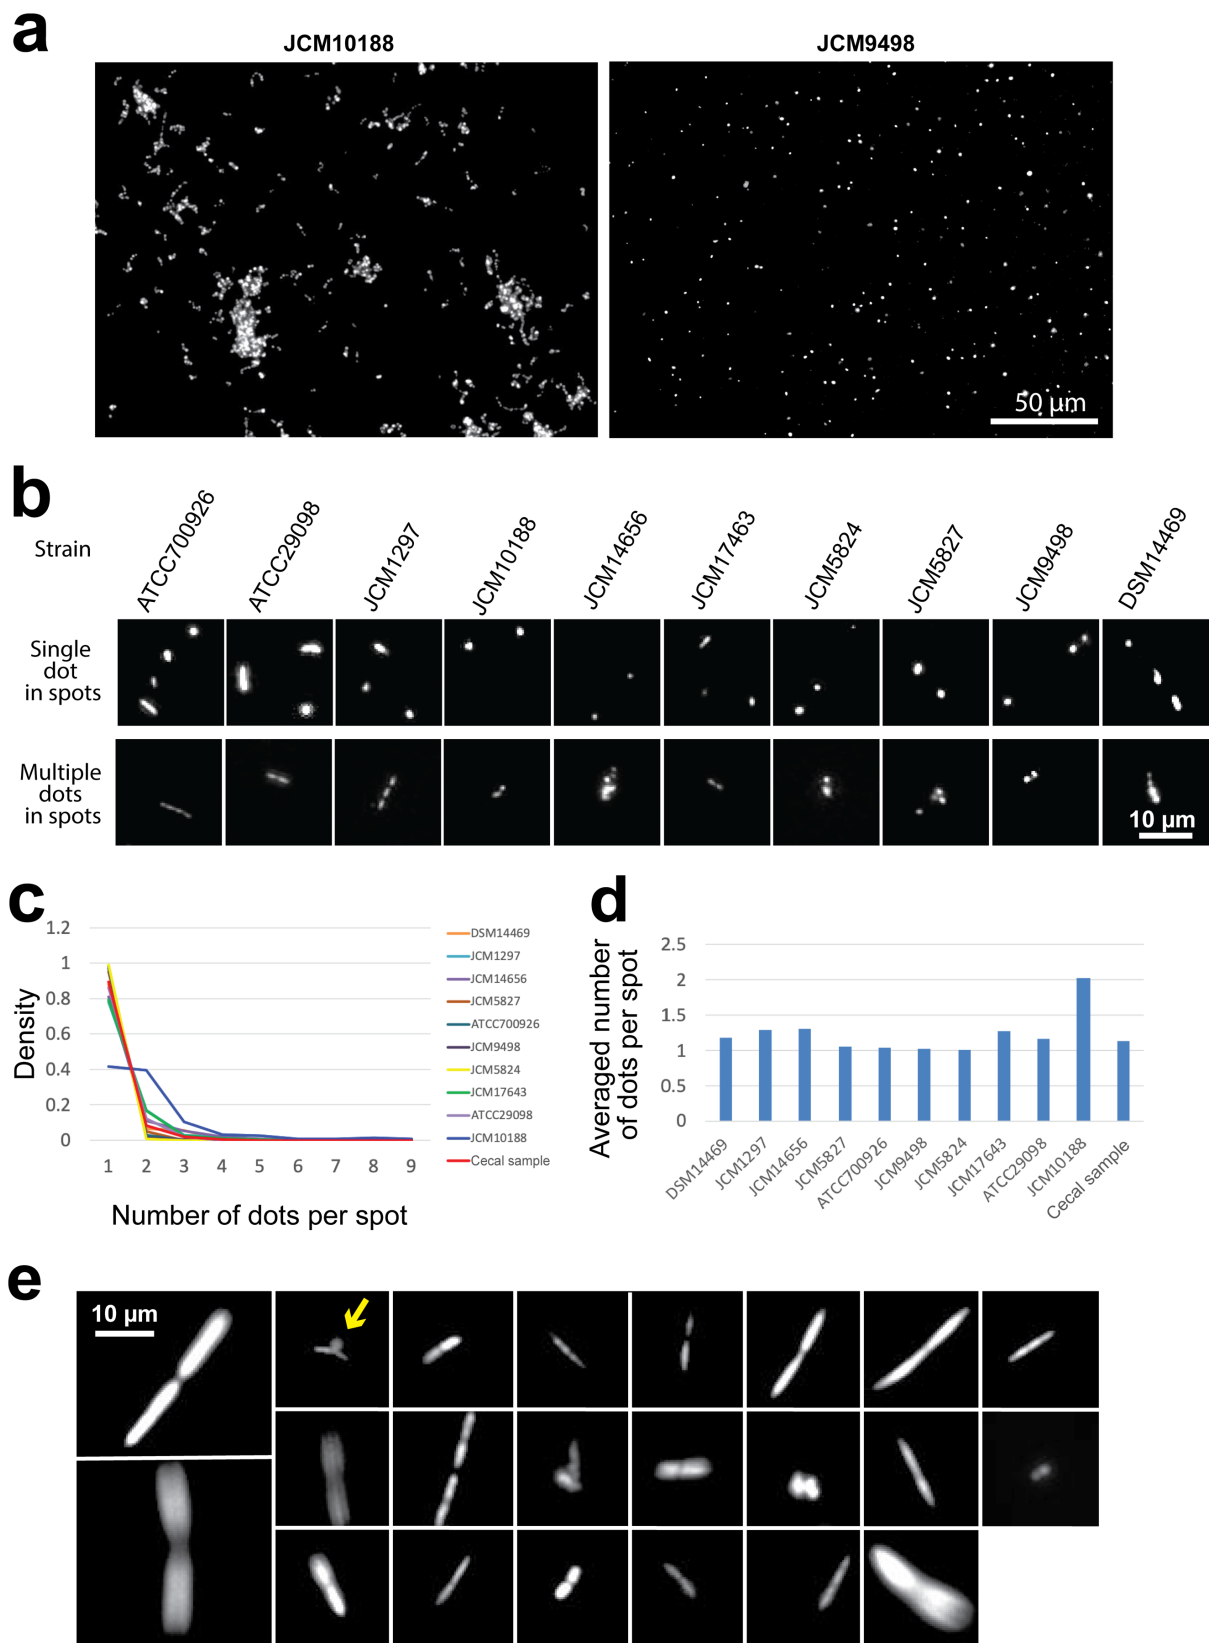 a
JCM10188
JCM9498
50 µm
b
Strain
ATCC700926
ATCC29098
JCM1297
JCM10188
JCM14656
JCM17463
JCM5824
JCM5827
JCM9498
DSM14469
Single
dot
in spots
Multiple
dots
in spots
10 µm
c
Density
1.2
1
0.8
0.6
0.4
0.2
0
1 2 3 4 5 6 7 8 9
Number of dots per spot
DSM14469
JCM1297
JCM14656
JCM5827
ATCC700926
JCM9498
JCM5824
JCM17643
ATCC29098
JCM10188
Cecal sample
d
Averaged number
of dots per spot
2.5
2
1.5
1
0.5
0
DSM14469
JCM1297
JCM14656
JCM5827
ATCC700926
JCM9498
JCM5824
JCM17643
ATCC29098
JCM10188
Cecal sample
e
10 µm